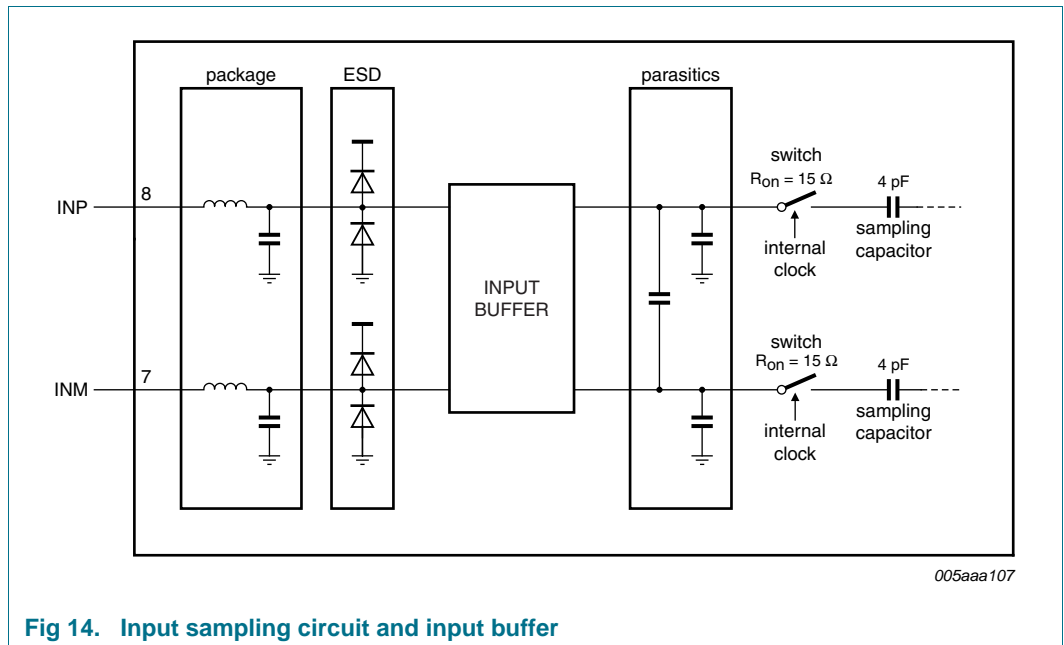 package
ESD
parasitics
switch
Ron = 15 Ω
4 pF
8
INP
sampling
capacitor
internal
clock
INPUT
BUFFER
switch
Ron = 15 Ω
4 pF
7
INM
sampling
capacitor
internal
clock
005aaa107
Fig 14. Input sampling circuit and input buffer